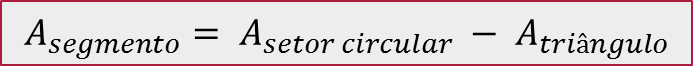 A_segmento = A_setor circular − A_triângulo